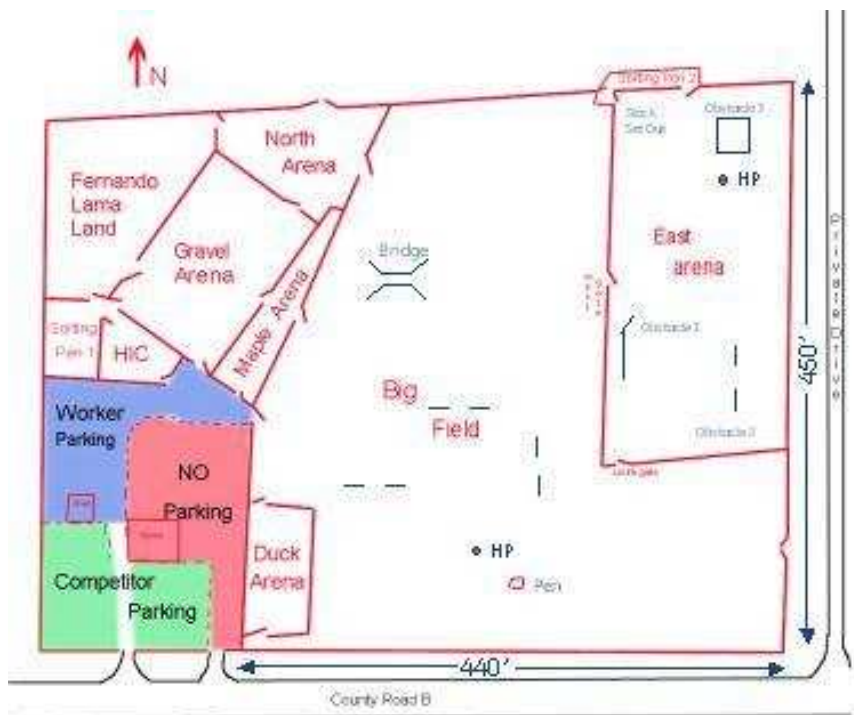 N
Sorting Pen 2
North
Arena
Stock
Set Out
Obstacle 3
HP
Fernando
Lama
Land
Gravel
Arena
Bridge
East
arena
Private Drive
Maple Arena
Sorting
Pen 1
HIC
Obstacle
450'
Worker
Parking
Big
Field
Obstacle
NO
Parking
HP
Pen
Duck
Arena
Competitor
Parking
440'
County Road B